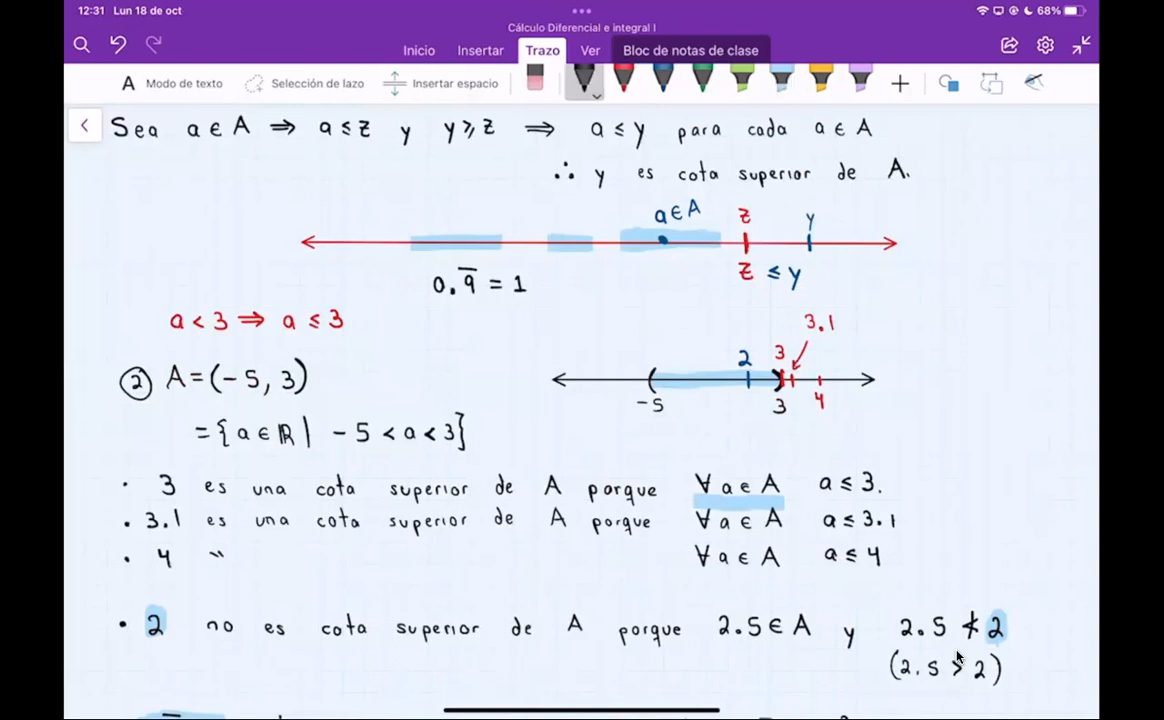 12:31 Lun 18 de oct
68%
Cálculo Diferencial e integral I
Inicio Insertar Trazo Ver Bloc de notas de clase
A Modo de texto Selección de lazo Insertar espacio
Sea a ∈ A ⇒ a ≤ z y y ≥ z ⇒ a ≤ y para cada a ∈ A
∴ y es cota superior de A.
a ∈ A z y
z ≤ y
0.9̅ = 1
a < 3 ⇒ a ≤ 3
3.1
② A = (-5, 3)
2 3
-5 3 4
= {a ∈ ℝ | -5 < a < 3}
· 3 es una cota superior de A porque ∀ a ∈ A a ≤ 3.
· 3.1 es una cota superior de A porque ∀ a ∈ A a ≤ 3.1
· 4 " ∀ a ∈ A a ≤ 4
· 2 no es cota superior de A porque 2.5 ∈ A y 2.5 ≮ 2
(2.5 > 2)